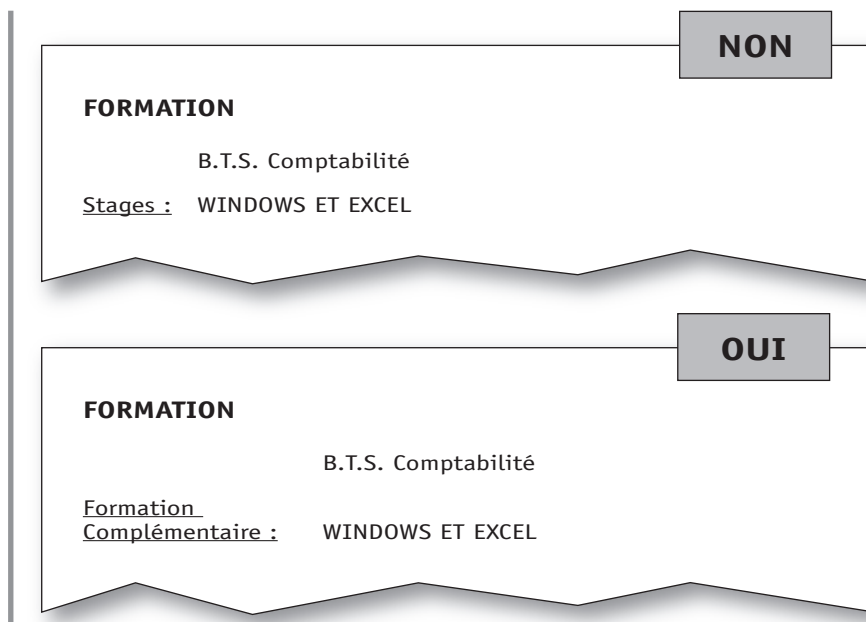 NON
FORMATION
B.T.S. Comptabilité
Stages : WINDOWS ET EXCEL
OUI
FORMATION
B.T.S. Comptabilité
Formation
Complémentaire : WINDOWS ET EXCEL